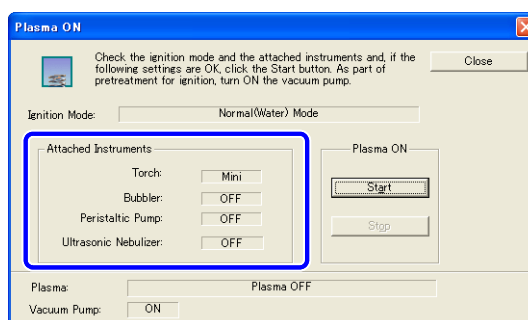 Plasma ON
Check the ignition mode and the attached instruments and, if the
following settings are OK, click the Start button. As part of
pretreatment for ignition, turn ON the vacuum pump.
Close
Ignition Mode: Normal(Water) Mode
Attached Instruments
Torch: Mini
Bubbler: OFF
Peristaltic Pump: OFF
Ultrasonic Nebulizer: OFF
Plasma ON
Start
Stop
Plasma: Plasma OFF
Vacuum Pump: ON